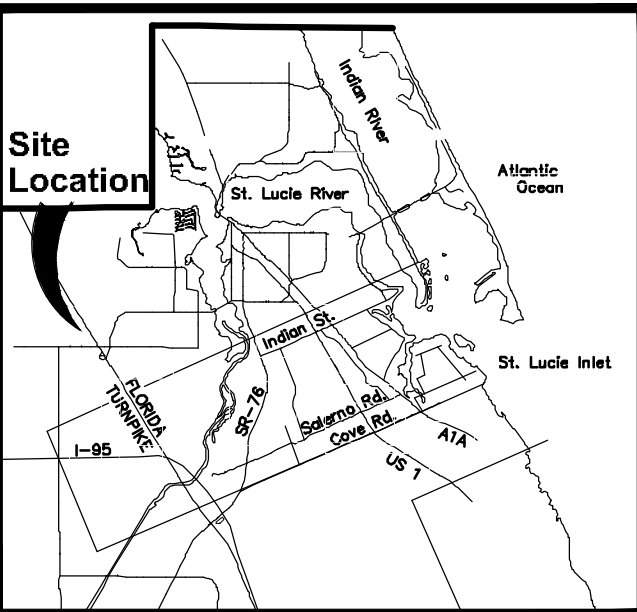 Site
Location
Indian River
Atlantic
Ocean
St. Lucie River
Indian St.
St. Lucie Inlet
FLORIDA
TURNPIKE
SR-76
Salerno Rd.
Cove Rd.
A1A
I-95
US 1